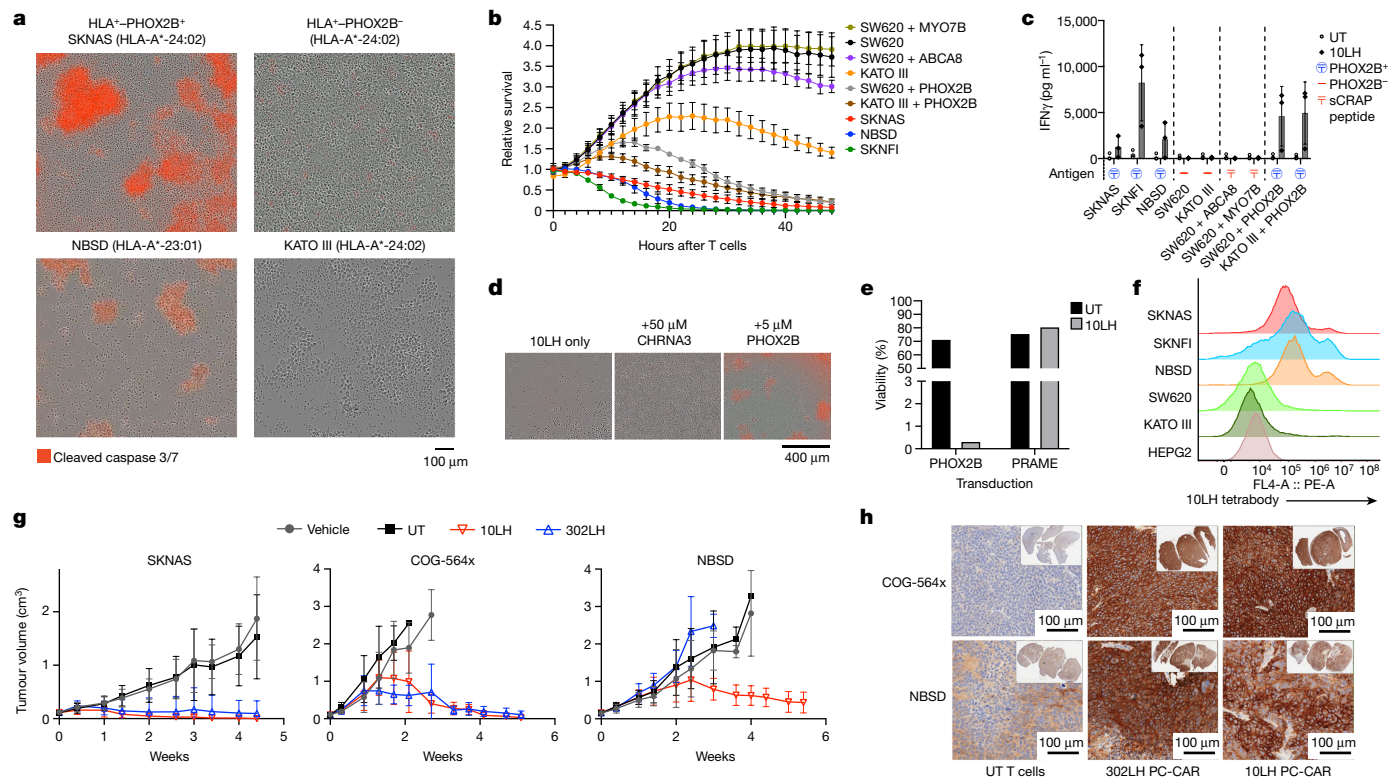 a
HLA⁺–PHOX2B⁺
SKNAS (HLA-A*-24:02)
HLA⁺–PHOX2B⁻
(HLA-A*-24:02)
NBSD (HLA-A*-23:01)
KATO III (HLA-A*-24:02)
Cleaved caspase 3/7
100 μm
b
Relative survival
4.5
4.0
3.5
3.0
2.5
2.0
1.5
1.0
0.5
0
0
20
40
Hours after T cells
SW620 + MYO7B
SW620
SW620 + ABCA8
KATO III
SW620 + PHOX2B
KATO III + PHOX2B
SKNAS
NBSD
SKNFI
c
IFNγ (pg ml⁻¹)
15,000
10,000
5,000
0
UT
10LH
PHOX2B⁺
PHOX2B⁻
sCRAP
peptide
Antigen
SKNAS
SKNFI
NBSD
SW620
KATO III
SW620 + ABCA8
SW620 + MYO7B
SW620 + PHOX2B
KATO III + PHOX2B
d
10LH only
+50 μM
CHRNA3
+5 μM
PHOX2B
400 μm
e
Viability (%)
100
90
80
70
60
50
3
2
1
0
PHOX2B
PRAME
Transduction
UT
10LH
f
SKNAS
SKNFI
NBSD
SW620
KATO III
HEPG2
0
10⁴
10⁵
10⁶
10⁷
10⁸
FL4-A :: PE-A
10LH tetrabody
g
Vehicle
UT
10LH
302LH
Tumour volume (cm³)
SKNAS
2
1
0
0 1 2 3 4 5
Weeks
COG-564x
4
3
2
1
0
0 2 4 6
Weeks
NBSD
4
3
2
1
0
0 2 4 6
Weeks
h
COG-564x
100 μm
100 μm
100 μm
NBSD
100 μm
100 μm
100 μm
UT T cells
302LH PC-CAR
10LH PC-CAR